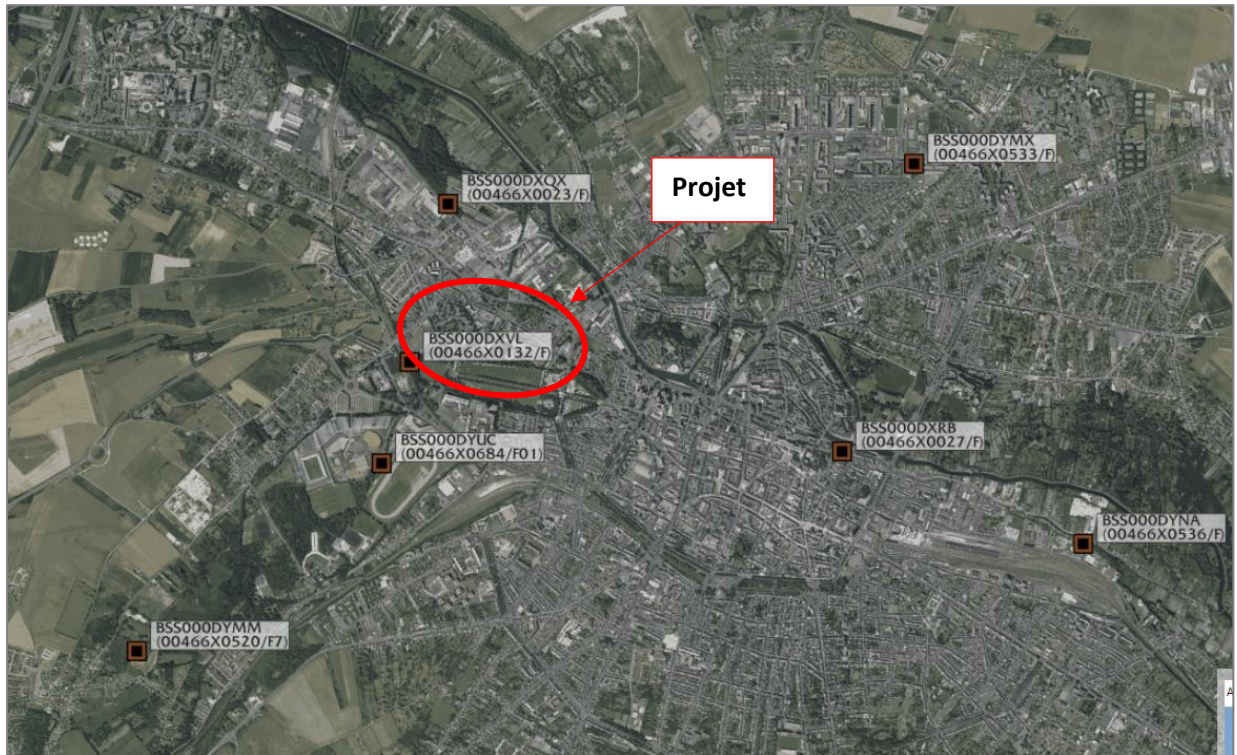 BSS000DYMX
(00466X0533/F)
BSS000DXQX
(00466X0023/F)
Projet
BSS000DXVL
(00466X0132/F)
BSS000DYUC
(00466X0684/F01)
BSS000DXRB
(00466X0027/F)
BSS000DYNA
(00466X0536/F)
BSS000DYMM
(00466X0520/F7)
A